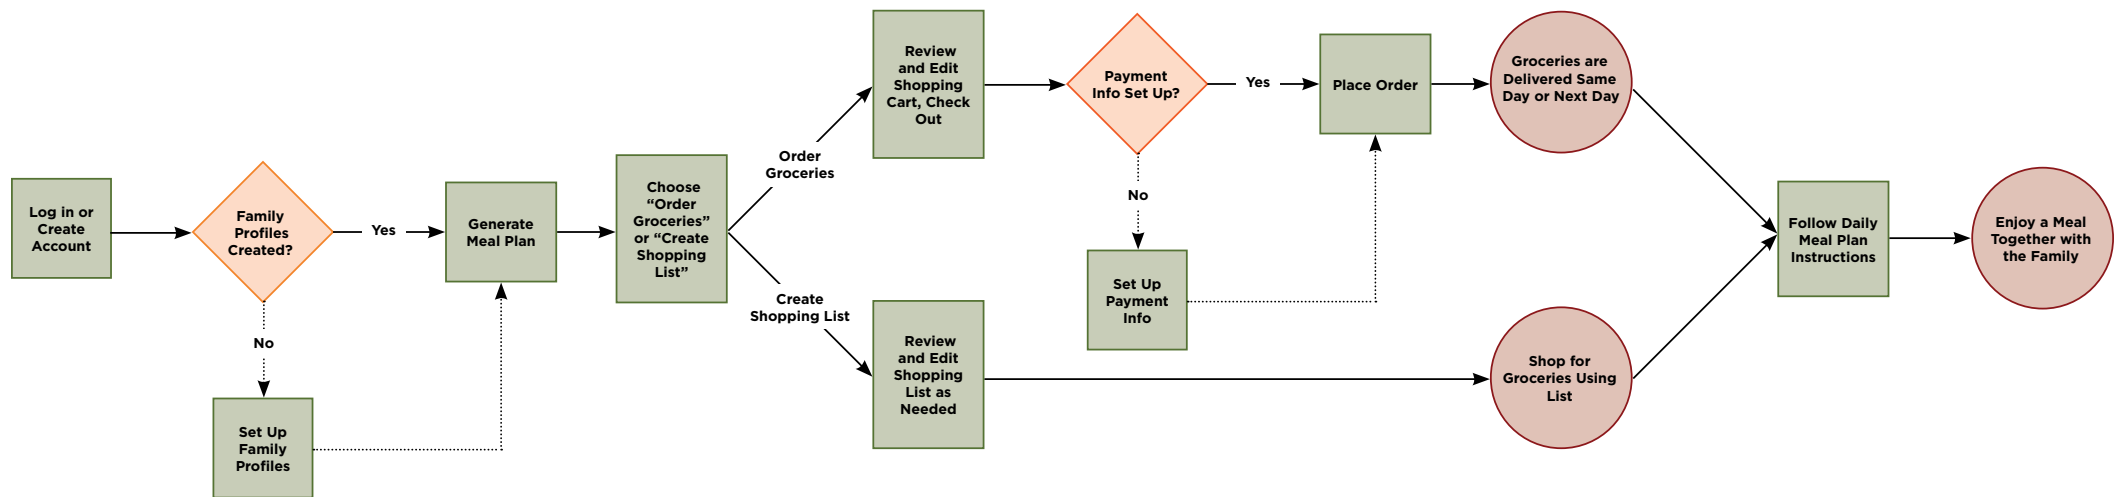 Log in or
Create
Account
Family
Profiles
Created?
Yes
No
Set Up
Family
Profiles
Generate
Meal Plan
Choose
“Order
Groceries”
or “Create
Shopping
List”
Order
Groceries
Create
Shopping List
Review
and Edit
Shopping
Cart, Check
Out
Payment
Info Set Up?
Yes
No
Set Up
Payment
Info
Place Order
Groceries are
Delivered Same
Day or Next Day
Review
and Edit
Shopping
List as
Needed
Shop for
Groceries Using
List
Follow Daily
Meal Plan
Instructions
Enjoy a Meal
Together with
the Family